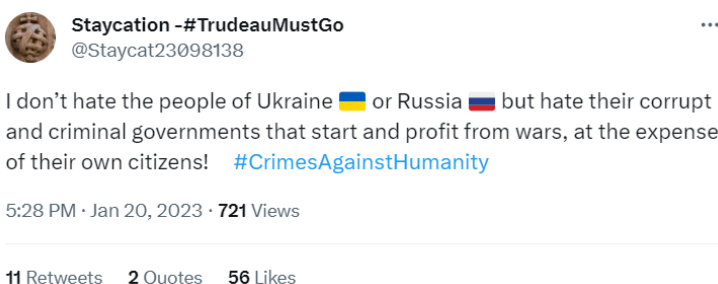 Staycation -#TrudeauMustGo
@Staycat23098138
I don’t hate the people of Ukraine 🇺🇦 or Russia 🇷🇺 but hate their corrupt
and criminal governments that start and profit from wars, at the expense
of their own citizens! #CrimesAgainstHumanity
5:28 PM · Jan 20, 2023 · 721 Views
11 Retweets 2 Quotes 56 Likes